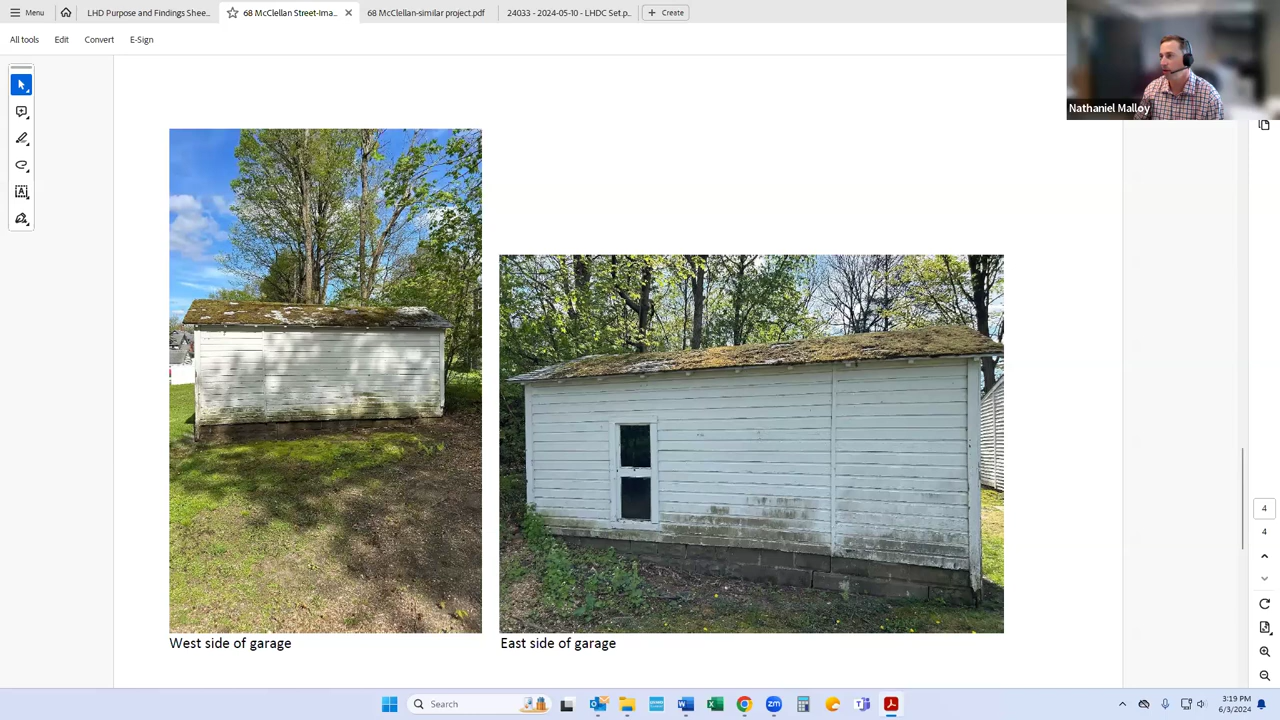 Menu
LHD Purpose and Findings Shee...
68 McClellan Street-Ima...
68 McClellan-similar project.pdf
24033 - 2024-05-10 - LHDC Set.p...
Create
All tools
Edit
Convert
E-Sign
Nathaniel Malloy
West side of garage
East side of garage
4
4
Search
3:19 PM
6/3/2024